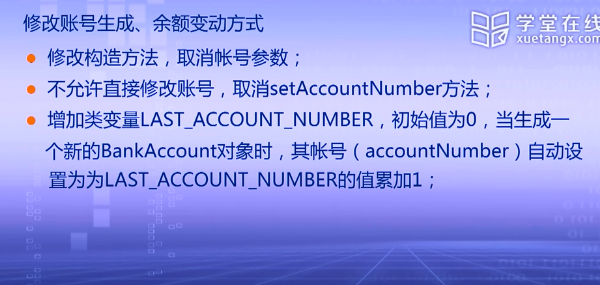 修改账号生成、余额变动方式
学堂在线
xuetangx.com
修改构造方法，取消帐号参数；
不允许直接修改账号，取消setAccountNumber方法；
增加类变量LAST_ACCOUNT_NUMBER，初始值为0，当生成一
个新的BankAccount对象时，其帐号（accountNumber）自动设
置为为LAST_ACCOUNT_NUMBER的值累加1；